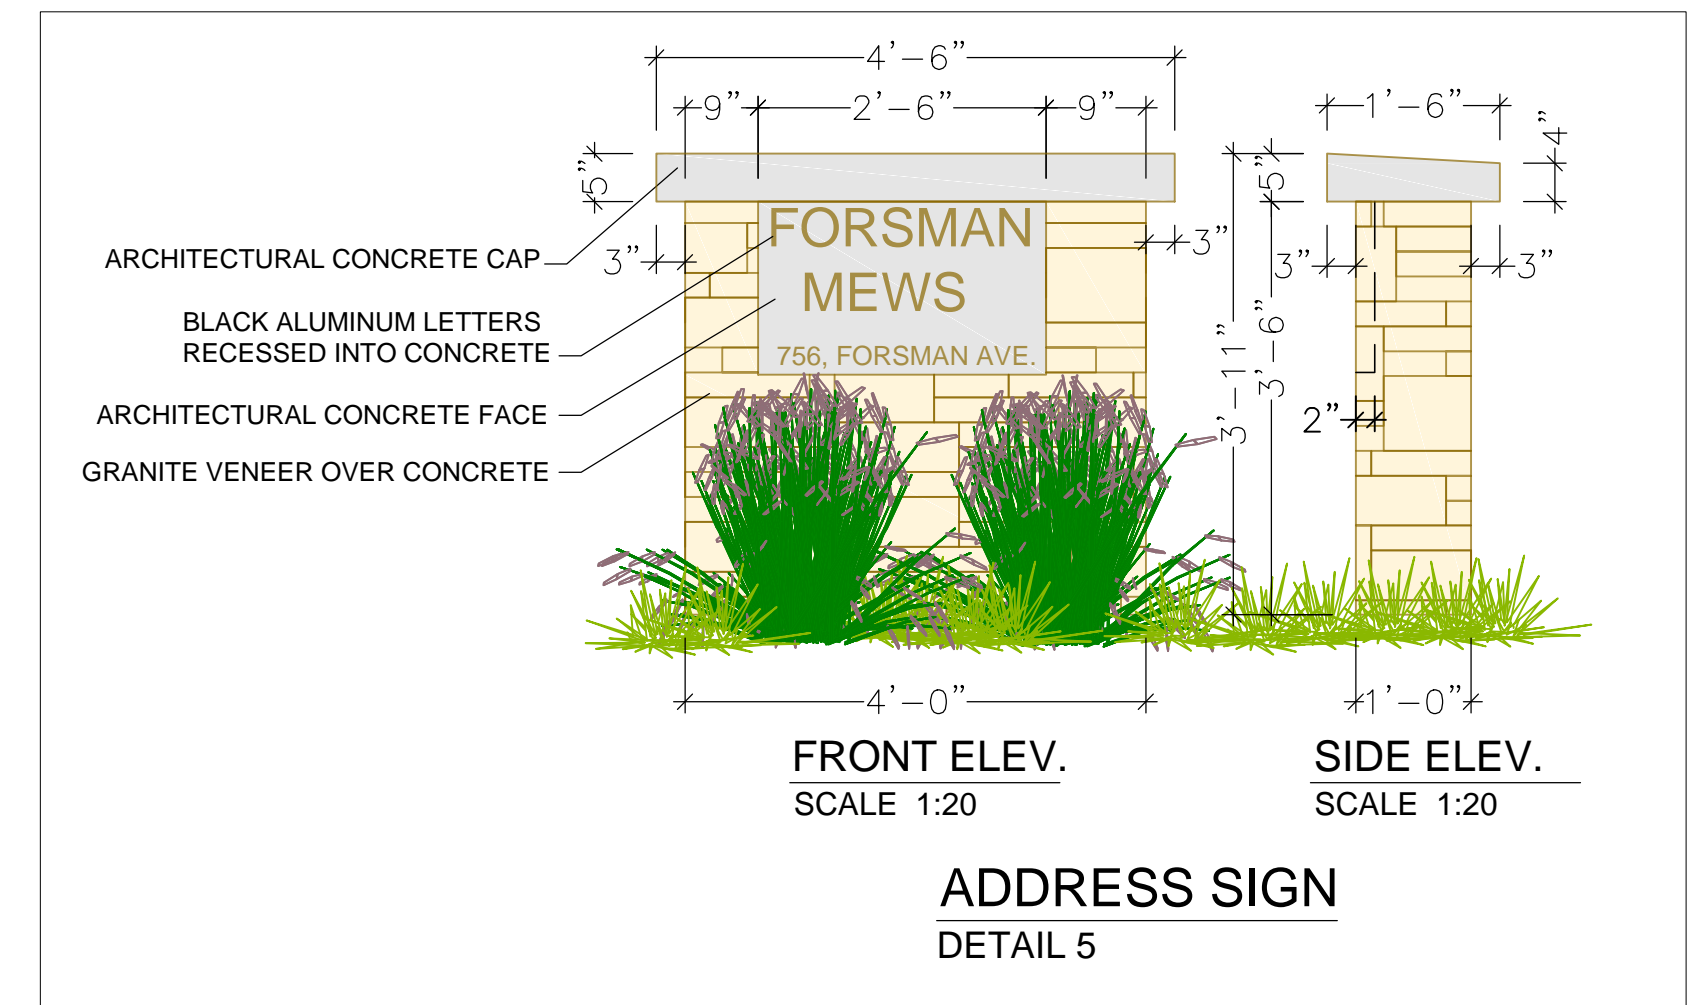 4'-6"
9" 2'-6" 9" 1'-6"
4"
5" 5"
ARCHITECTURAL CONCRETE CAP
3" 3" 3" 3"
BLACK ALUMINUM LETTERS
RECESSED INTO CONCRETE
FORSMAN
MEWS
756, FORSMAN AVE.
3'-11" 3'-6"
ARCHITECTURAL CONCRETE FACE
2"
GRANITE VENEER OVER CONCRETE
4'-0" 1'-0"
FRONT ELEV.
SCALE 1:20
SIDE ELEV.
SCALE 1:20
ADDRESS SIGN
DETAIL 5